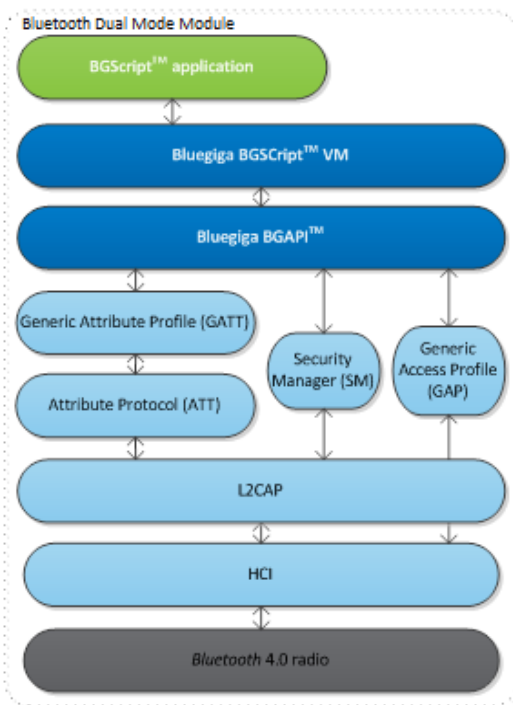 Bluetooth Dual Mode Module
BGScript™ application
Bluegiga BGSCript™ VM
Bluegiga BGAPI™
Generic Attribute Profile (GATT)
Attribute Protocol (ATT)
Security
Manager (SM)
Generic
Access Profile
(GAP)
L2CAP
HCI
Bluetooth 4.0 radio